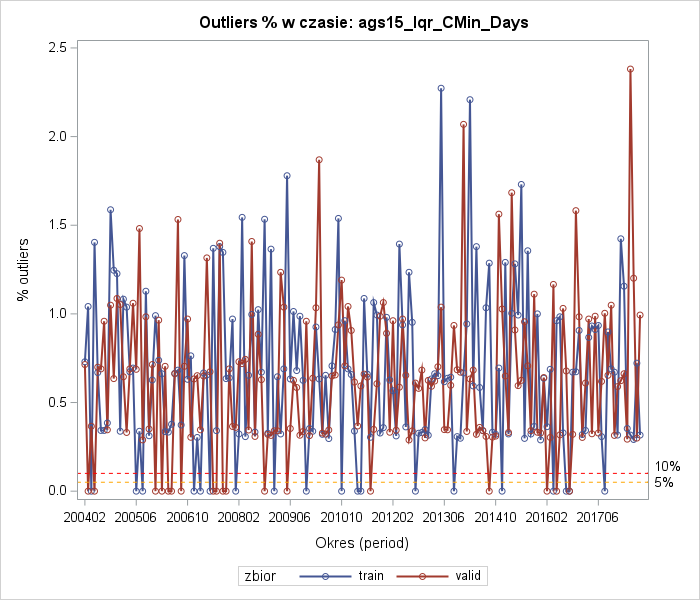 Outliers % w czasie: ags15_Iqr_CMin_Days
% outliers
2.5
2.0
1.5
1.0
0.5
0.0
10%
5%
200402 200506 200610 200802 200906 201010 201202 201306 201410 201602 201706
Okres (period)
zbior train valid